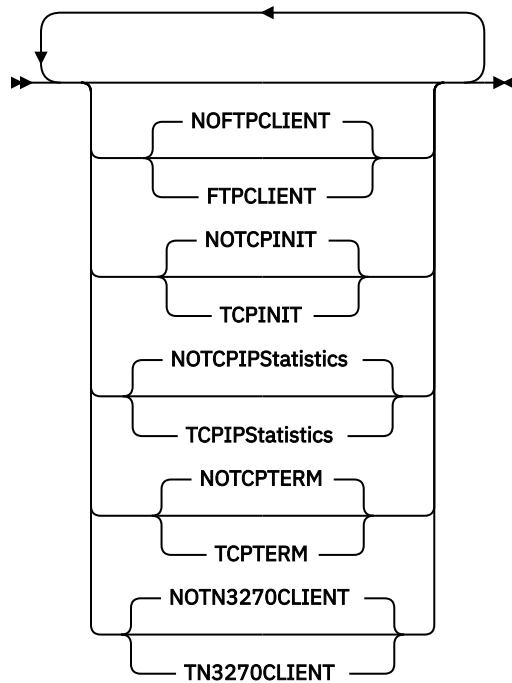 NOFTPCLIENT
FTPCLIENT
NOTCPINIT
TCPINIT
NOTCPIPStatistics
TCPIPStatistics
NOTCPTERM
TCPTERM
NOTN3270CLIENT
TN3270CLIENT